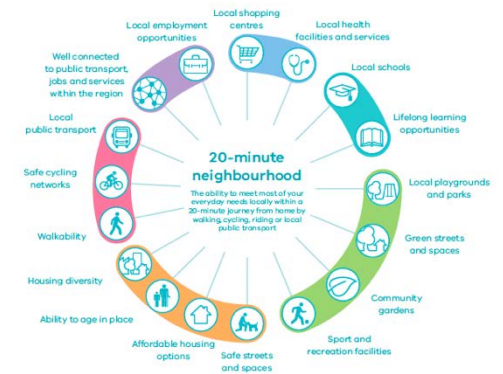 Local shopping
centres
Local health
facilities and services
Local schools
Lifelong learning
opportunities
Local playgrounds
and parks
Green streets
and spaces
Community
gardens
Sport and
recreation facilities
Safe streets
and spaces
Affordable housing
options
Ability to age in place
Housing diversity
Walkability
Safe cycling
networks
Local
public transport
Well connected
to public transport,
jobs and services
within the region
Local employment
opportunities
20-minute
neighbourhood
The ability to meet most of your
everyday needs locally within a
20-minute journey from home by
walking, cycling, riding or local
public transport